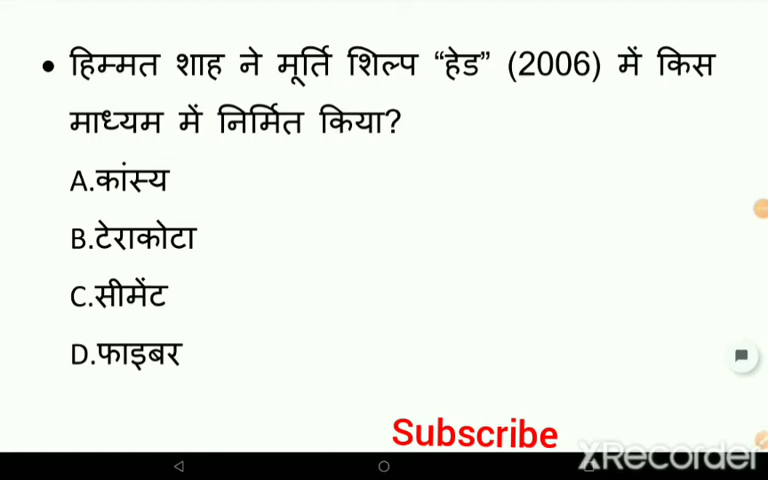 • हिम्मत शाह ने मूर्ति शिल्प “हेड” (2006) में किस
माध्यम में निर्मित किया?
A.कांस्य
B.टेराकोटा
C.सीमेंट
D.फाइबर
Subscribe
XRecorder